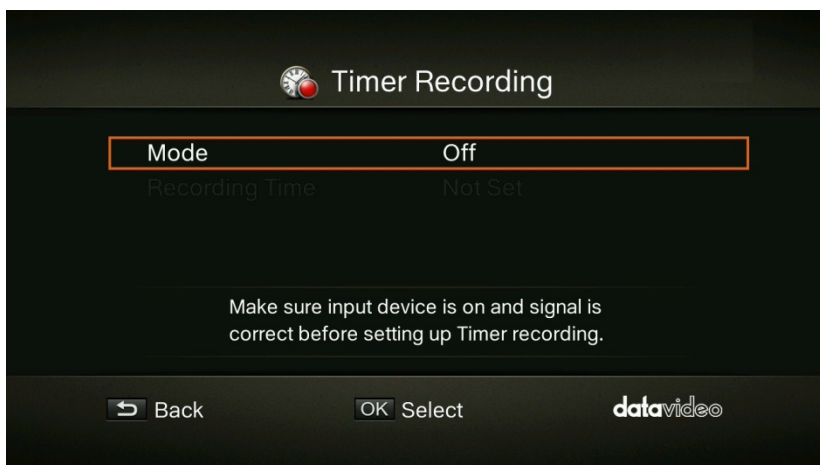 Timer Recording
Mode Off
Recording Time Not Set
Make sure input device is on and signal is
correct before setting up Timer recording.
Back OK Select datavideo